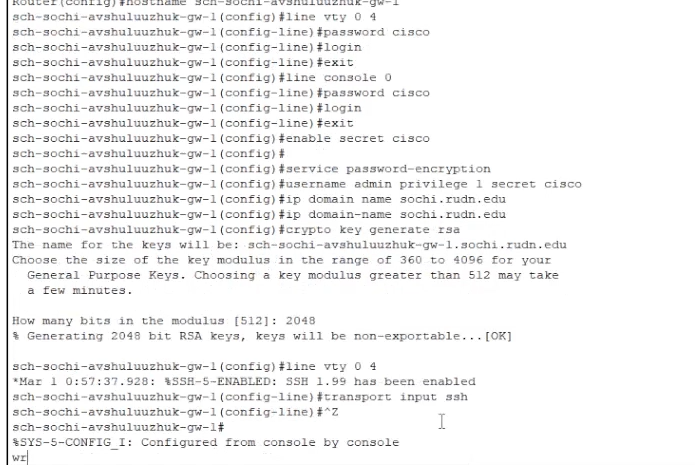 Router(config)#hostname sch-sochi-avshuluuzhuk-gw-1
sch-sochi-avshuluuzhuk-gw-1(config)#line vty 0 4
sch-sochi-avshuluuzhuk-gw-1(config-line)#password cisco
sch-sochi-avshuluuzhuk-gw-1(config-line)#login
sch-sochi-avshuluuzhuk-gw-1(config-line)#exit
sch-sochi-avshuluuzhuk-gw-1(config)#line console 0
sch-sochi-avshuluuzhuk-gw-1(config-line)#password cisco
sch-sochi-avshuluuzhuk-gw-1(config-line)#login
sch-sochi-avshuluuzhuk-gw-1(config-line)#exit
sch-sochi-avshuluuzhuk-gw-1(config)#enable secret cisco
sch-sochi-avshuluuzhuk-gw-1(config)#
sch-sochi-avshuluuzhuk-gw-1(config)#service password-encryption
sch-sochi-avshuluuzhuk-gw-1(config)#username admin privilege 1 secret cisco
sch-sochi-avshuluuzhuk-gw-1(config)#ip domain name sochi.rudn.edu
sch-sochi-avshuluuzhuk-gw-1(config)#ip domain-name sochi.rudn.edu
sch-sochi-avshuluuzhuk-gw-1(config)#crypto key generate rsa
The name for the keys will be: sch-sochi-avshuluuzhuk-gw-1.sochi.rudn.edu
Choose the size of the key modulus in the range of 360 to 4096 for your
General Purpose Keys. Choosing a key modulus greater than 512 may take
a few minutes.
How many bits in the modulus [512]: 2048
% Generating 2048 bit RSA keys, keys will be non-exportable...[OK]
sch-sochi-avshuluuzhuk-gw-1(config)#line vty 0 4
*Mar 1 0:57:37.928: %SSH-5-ENABLED: SSH 1.99 has been enabled
sch-sochi-avshuluuzhuk-gw-1(config-line)#transport input ssh
sch-sochi-avshuluuzhuk-gw-1(config-line)#^Z
sch-sochi-avshuluuzhuk-gw-1#
%SYS-5-CONFIG_I: Configured from console by console
wr